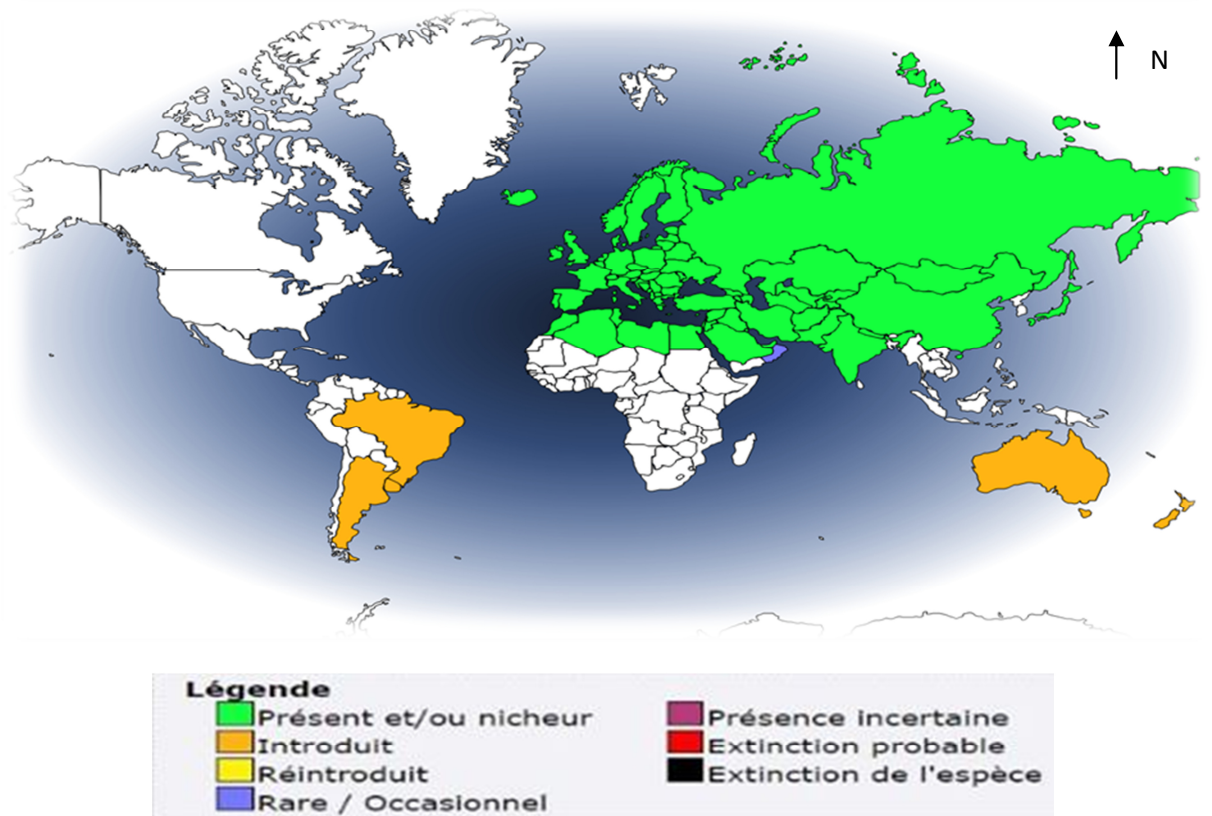 N
Légende
Présent et/ou nicheur
Introduit
Réintroduit
Rare / Occasionnel
Présence incertaine
Extinction probable
Extinction de l'espèce